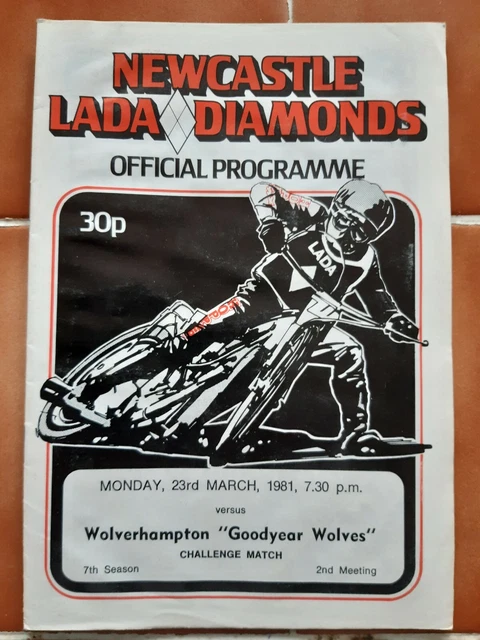 NEWCASTLE
LADA DIAMONDS
OFFICIAL PROGRAMME
30p
LADA
MONDAY, 23rd MARCH, 1981, 7.30 p.m.
versus
Wolverhampton "Goodyear Wolves"
CHALLENGE MATCH
7th Season 2nd Meeting